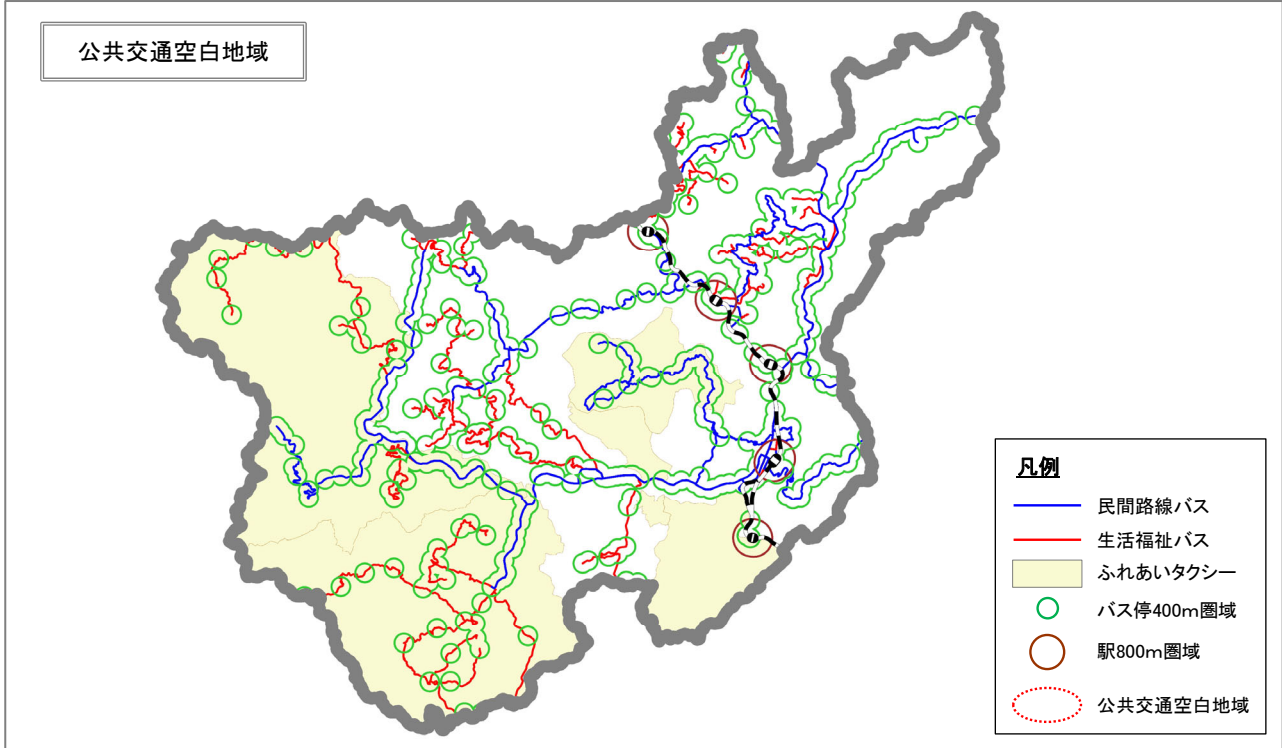 公共交通空白地域
凡例
民間路線バス
生活福祉バス
ふれあいタクシー
バス停400m圏域
駅800m圏域
公共交通空白地域